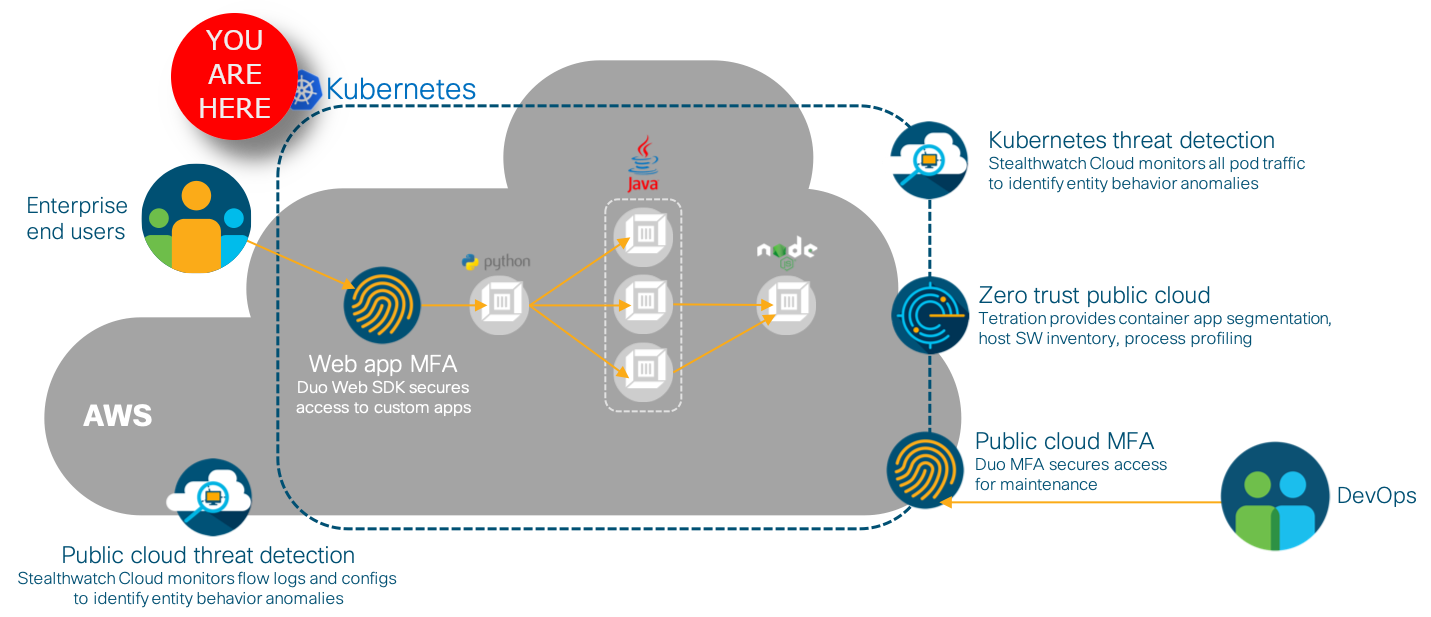 YOU
ARE
HERE
Kubernetes
Kubernetes threat detection
Stealthwatch Cloud monitors all pod traffic
to identify entity behavior anomalies
Enterprise
end users
Java
python
node
JS
Zero trust public cloud
Tetration provides container app segmentation,
host SW inventory, process profiling
Web app MFA
Duo Web SDK secures
access to custom apps
AWS
Public cloud MFA
Duo MFA secures access
for maintenance
DevOps
Public cloud threat detection
Stealthwatch Cloud monitors flow logs and configs
to identify entity behavior anomalies